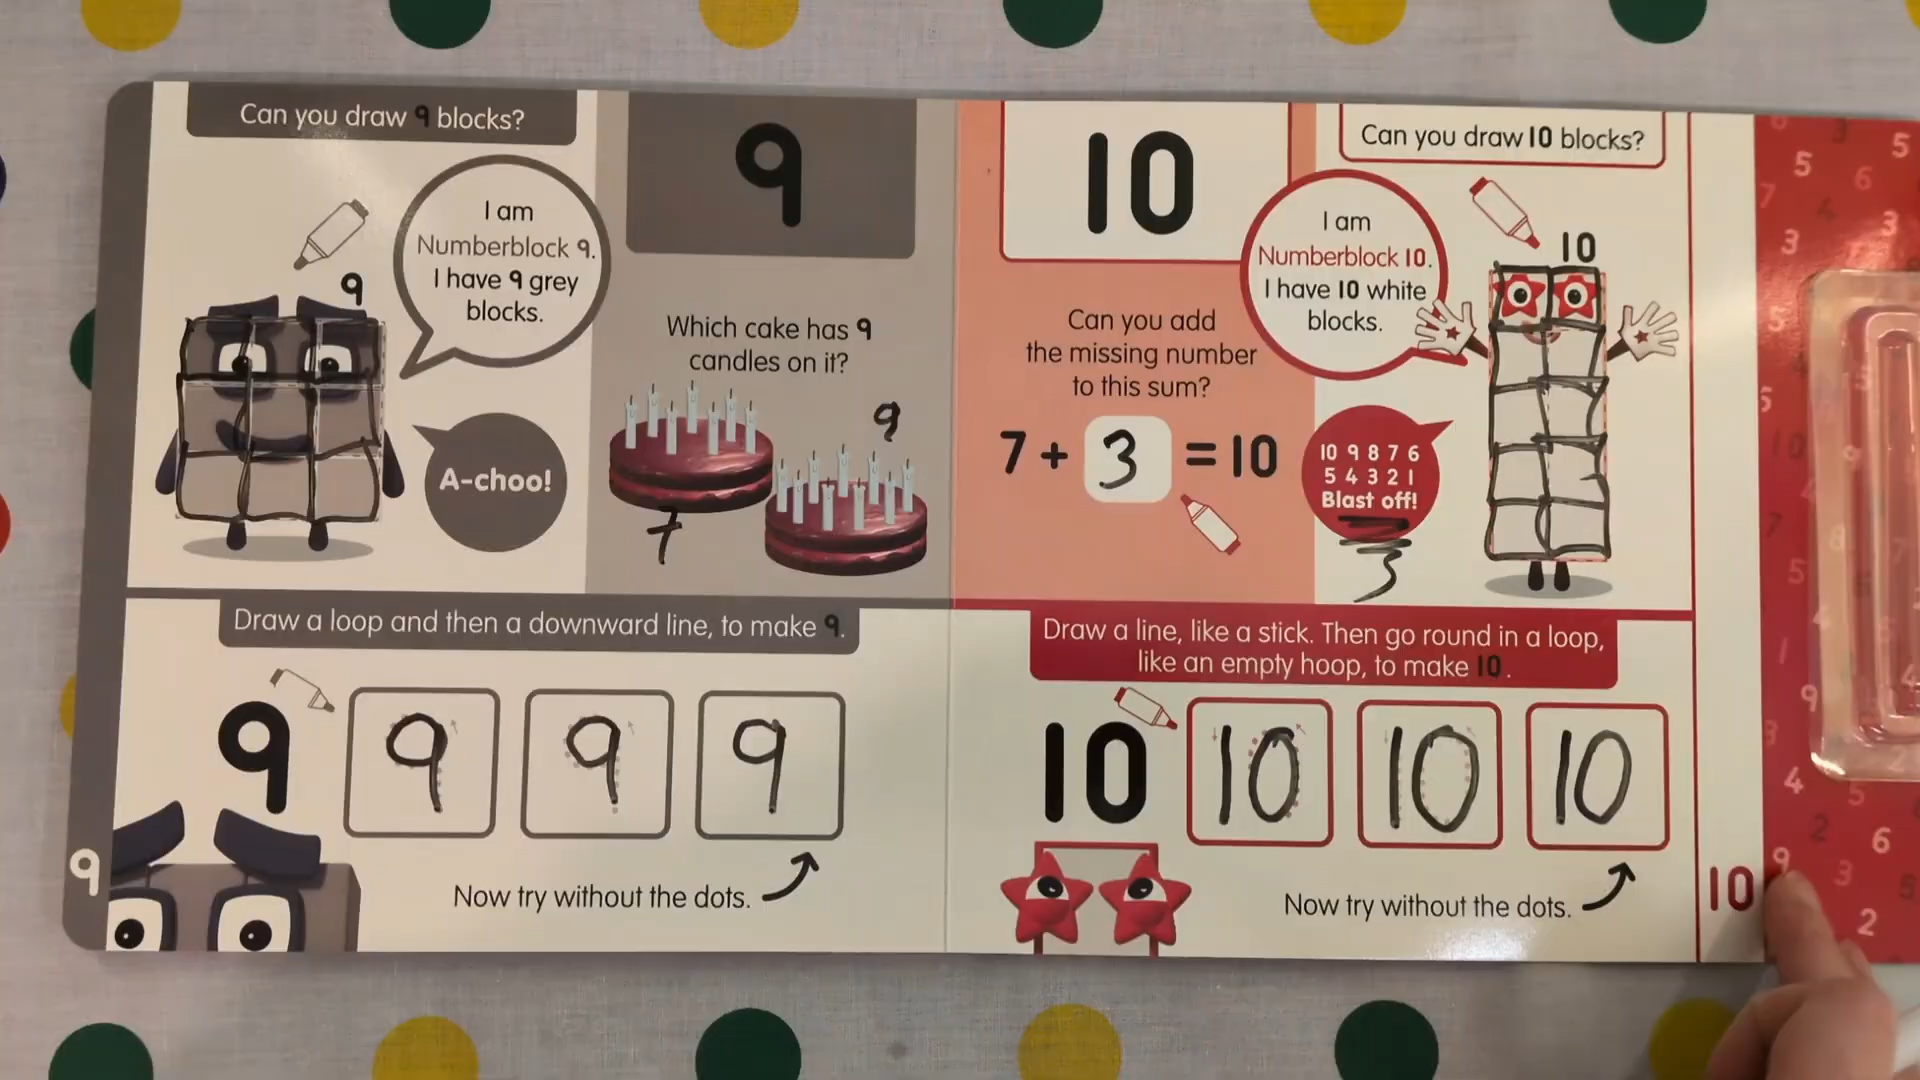 Can you draw 9 blocks?
I am
Numberblock 9.
I have 9 grey
blocks.
9
A-choo!
9
Which cake has 9
candles on it?
9
7
Draw a loop and then a downward line, to make 9.
9 9 9 9
Now try without the dots.
9
10
Can you add
the missing number
to this sum?
7 + 3 = 10
Can you draw 10 blocks?
I am
Numberblock 10.
I have 10 white
blocks.
10
10 9 8 7 6
5 4 3 2 1
Blast off!
Draw a line, like a stick. Then go round in a loop,
like an empty hoop, to make 10.
10 10 10 10
Now try without the dots.
10